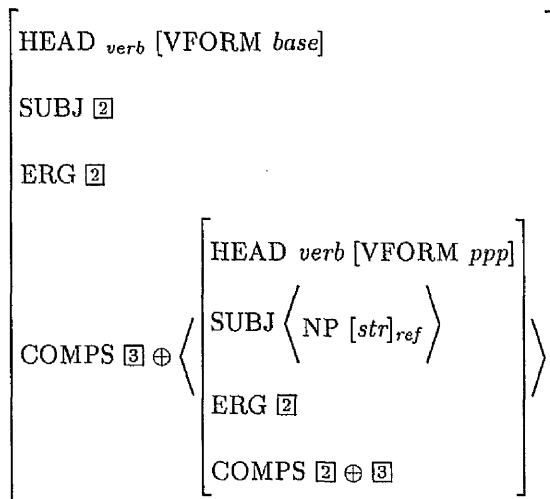 HEAD verb [VFORM base]
SUBJ 2
ERG 2
HEAD verb [VFORM ppp]
SUBJ ⟨ NP [str]ref ⟩
COMPS 3 ⊕ ⟨ ⟩
ERG 2
COMPS 2 ⊕ 3